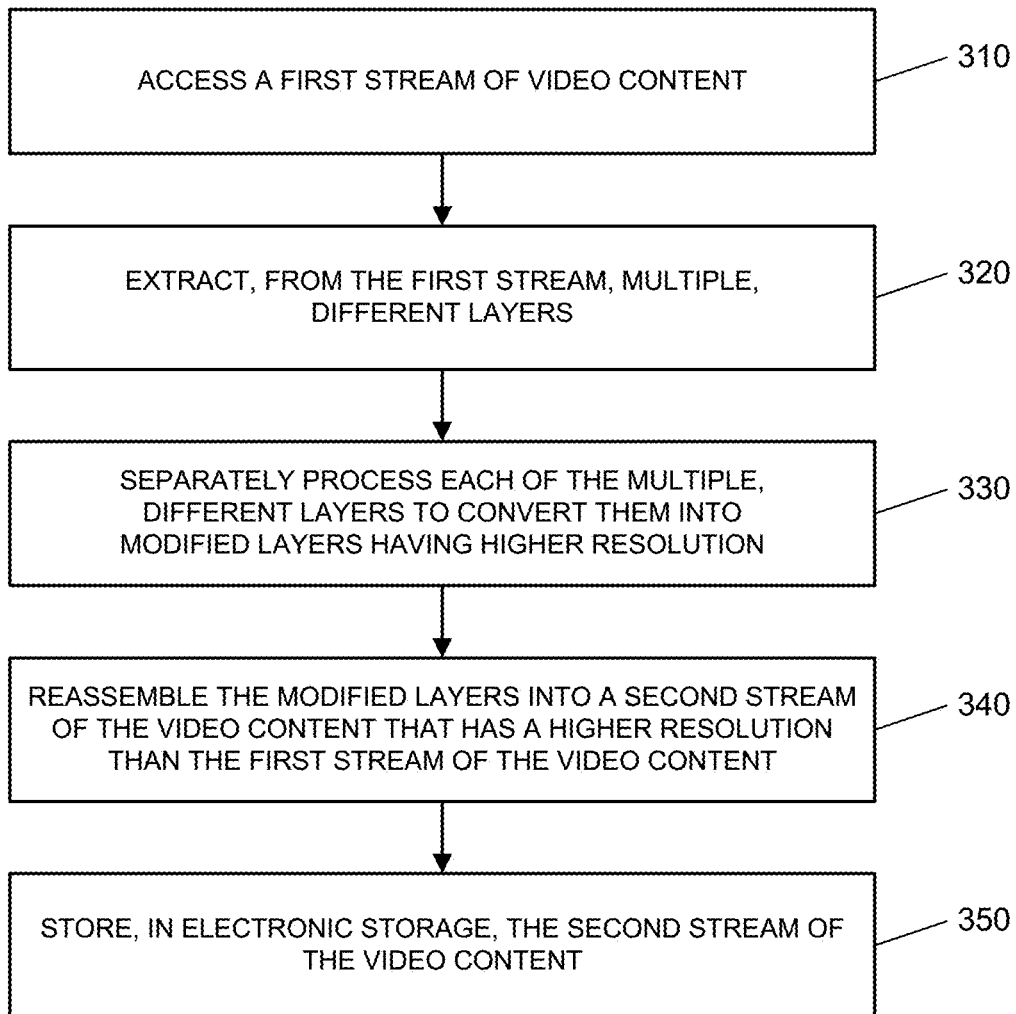 ACCESS A FIRST STREAM OF VIDEO CONTENT
310
EXTRACT, FROM THE FIRST STREAM, MULTIPLE,
DIFFERENT LAYERS
320
SEPARATELY PROCESS EACH OF THE MULTIPLE,
DIFFERENT LAYERS TO CONVERT THEM INTO
MODIFIED LAYERS HAVING HIGHER RESOLUTION
330
REASSEMBLE THE MODIFIED LAYERS INTO A SECOND STREAM
OF THE VIDEO CONTENT THAT HAS A HIGHER RESOLUTION
THAN THE FIRST STREAM OF THE VIDEO CONTENT
340
STORE, IN ELECTRONIC STORAGE, THE SECOND STREAM OF
THE VIDEO CONTENT
350